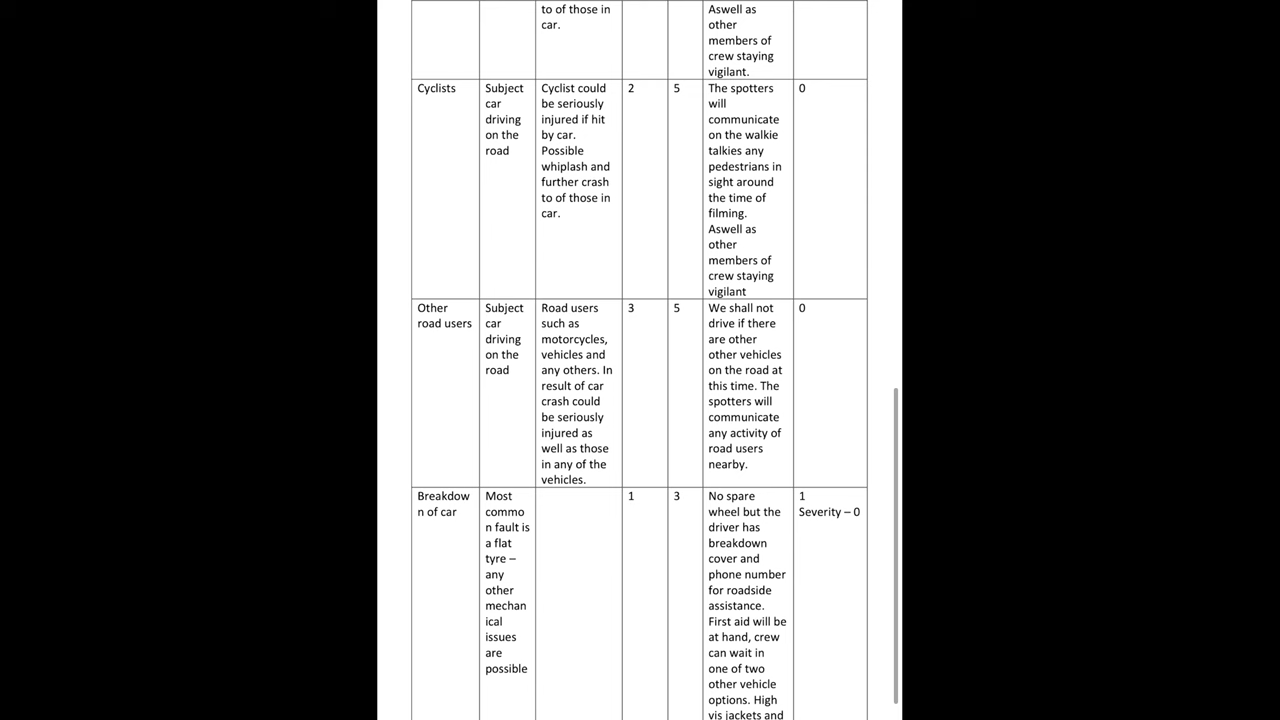 to of those in
car.
Aswell as
other
members of
crew staying
vigilant.
Cyclists
Subject
car
driving
on the
road
Cyclist could
be seriously
injured if hit
by car.
Possible
whiplash and
further crash
to of those in
car.
2
5
The spotters
will
communicate
on the walkie
talkies any
pedestrians in
sight around
the time of
filming.
Aswell as
other
members of
crew staying
vigilant
0
Other
road users
Subject
car
driving
on the
road
Road users
such as
motorcycles,
vehicles and
any others. In
result of car
crash could
be seriously
injured as
well as those
in any of the
vehicles.
3
5
We shall not
drive if there
are other
other vehicles
on the road at
this time. The
spotters will
communicate
any activity of
road users
nearby.
0
Breakdow
n of car
Most
commo
n fault is
a flat
tyre –
any
other
mechan
ical
issues
are
possible
1
3
No spare
wheel but the
driver has
breakdown
cover and
phone number
for roadside
assistance.
First aid will be
at hand, crew
can wait in
one of two
other vehicle
options. High
vis jackets and
1
Severity – 0